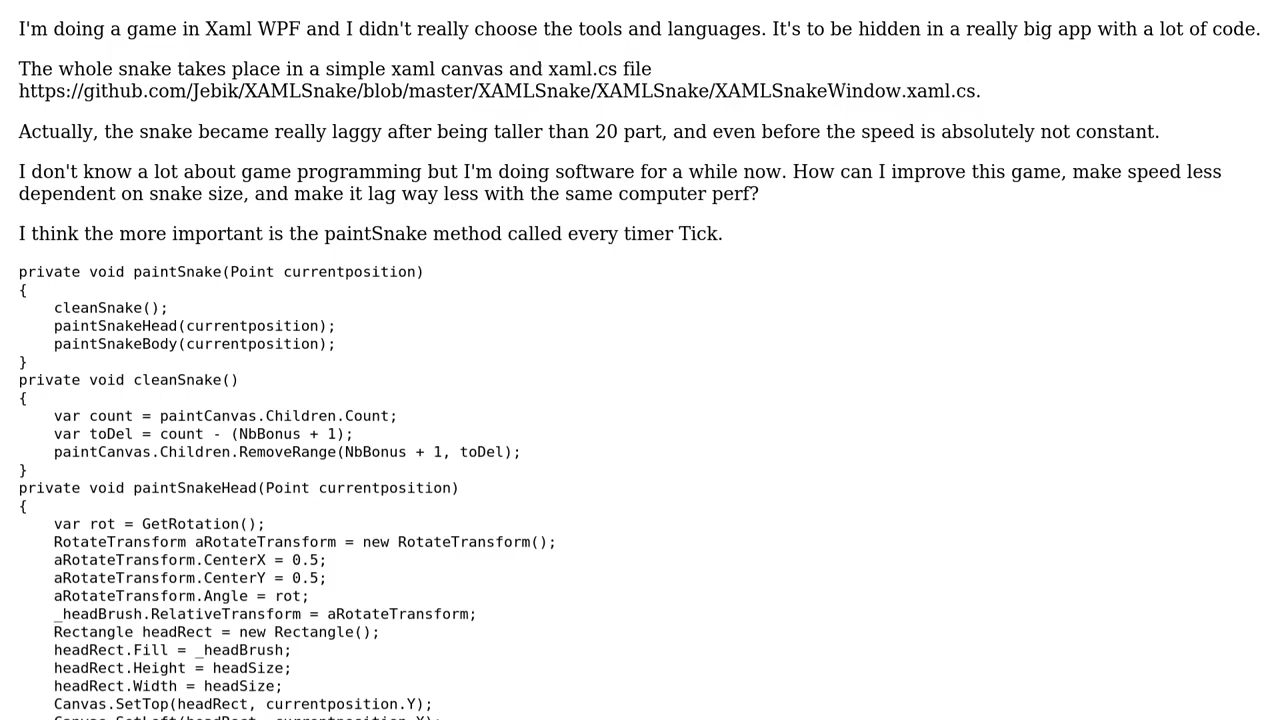 I'm doing a game in Xaml WPF and I didn't really choose the tools and languages. It's to be hidden in a really big app with a lot of code.
The whole snake takes place in a simple xaml canvas and xaml.cs file
https://github.com/Jebik/XAMLSnake/blob/master/XAMLSnake/XAMLSnake/XAMLSnakeWindow.xaml.cs.
Actually, the snake became really laggy after being taller than 20 part, and even before the speed is absolutely not constant.
I don't know a lot about game programming but I'm doing software for a while now. How can I improve this game, make speed less
dependent on snake size, and make it lag way less with the same computer perf?
I think the more important is the paintSnake method called every timer Tick.
private void paintSnake(Point currentposition)
{
    cleanSnake();
    paintSnakeHead(currentposition);
    paintSnakeBody(currentposition);
}
private void cleanSnake()
{
    var count = paintCanvas.Children.Count;
    var toDel = count - (NbBonus + 1);
    paintCanvas.Children.RemoveRange(NbBonus + 1, toDel);
}
private void paintSnakeHead(Point currentposition)
{
    var rot = GetRotation();
    RotateTransform aRotateTransform = new RotateTransform();
    aRotateTransform.CenterX = 0.5;
    aRotateTransform.CenterY = 0.5;
    aRotateTransform.Angle = rot;
    _headBrush.RelativeTransform = aRotateTransform;
    Rectangle headRect = new Rectangle();
    headRect.Fill = _headBrush;
    headRect.Height = headSize;
    headRect.Width = headSize;
    Canvas.SetTop(headRect, currentposition.Y);
    Canvas.SetLeft(headRect, currentposition.X);